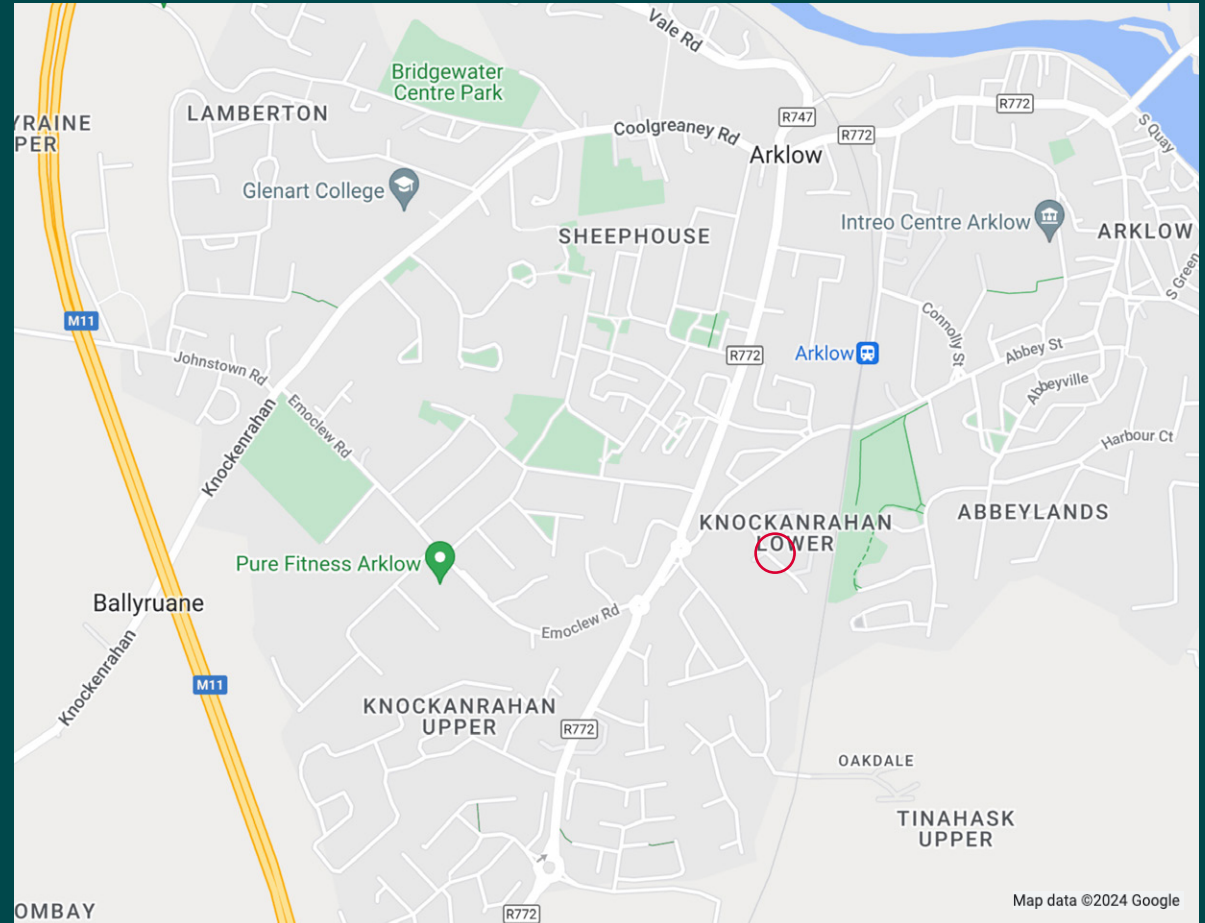 Vale Rd
Bridgewater
Centre Park
LAMBERTON
R772
R747
YRAINE
PER
Coolgreaney Rd
R772
S Quay
Arklow
Glenart College
Intreo Centre Arklow
ARKLOW
SHEEPHOUSE
S Green
M11
Connolly St
Johnstown Rd
R772
Arklow
Abbey St
Abbeyville
Emoclew Rd
Knockenrahan
Harbour Ct
KNOCKANRAHAN
LOWER
ABBEYLANDS
Pure Fitness Arklow
Ballyruane
Emoclew Rd
Knockenrahan
M11
KNOCKANRAHAN
UPPER
R772
OAKDALE
TINAHASK
UPPER
OMBAY
R772
Map data ©2024 Google